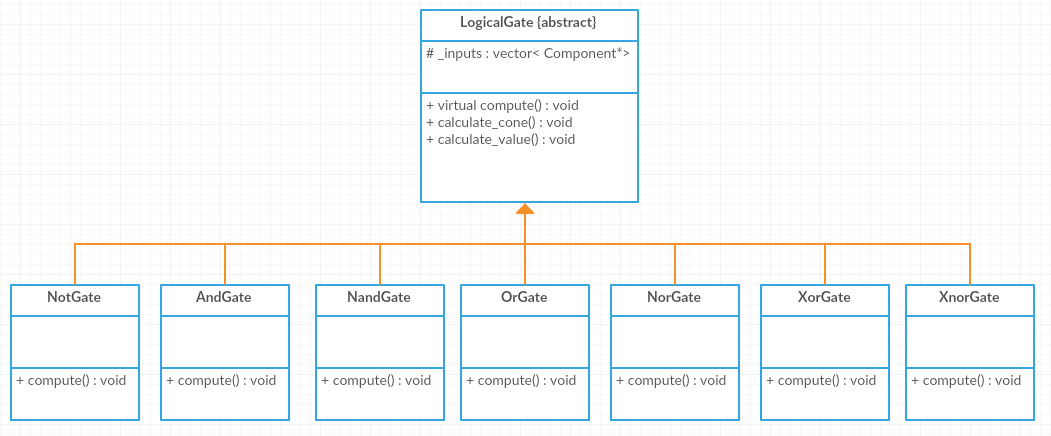 LogicalGate {abstract}
# _inputs : vector< Component*>
+ virtual compute() : void
+ calculate_cone() : void
+ calculate_value() : void
NotGate
AndGate
NandGate
OrGate
NorGate
XorGate
XnorGate
+ compute() : void
+ compute() : void
+ compute() : void
+ compute() : void
+ compute() : void
+ compute() : void
+ compute() : void